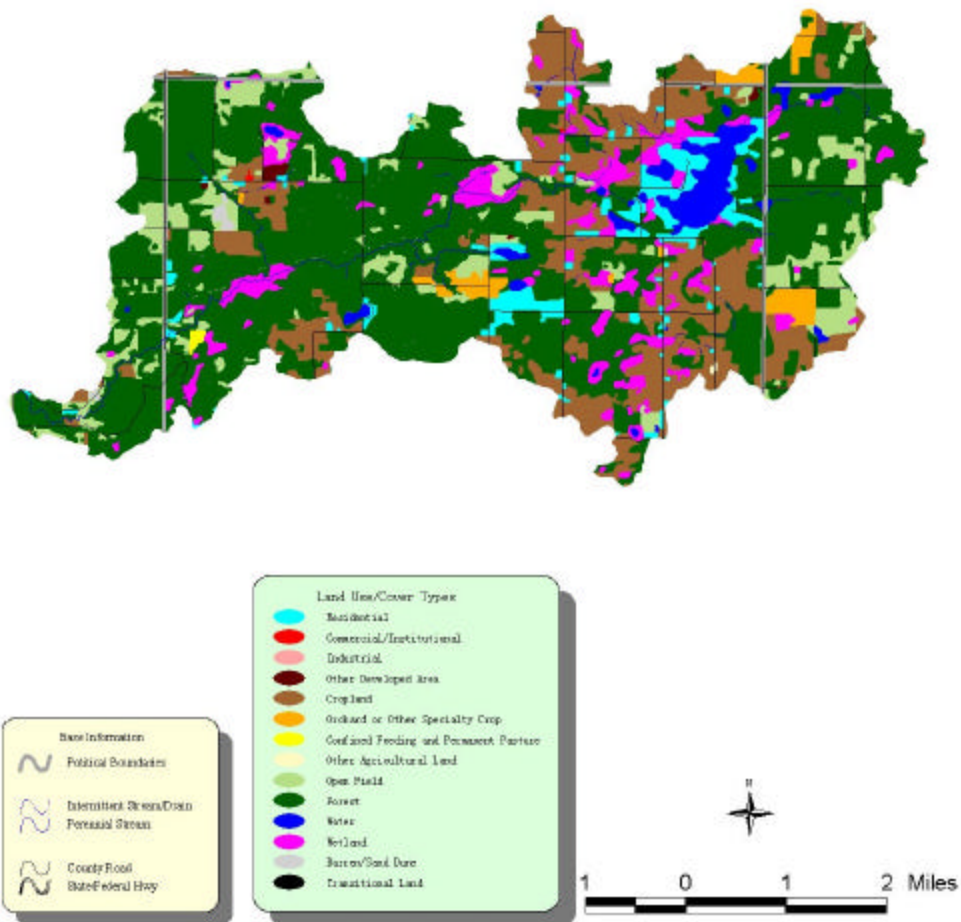 Land Use/Cover Types
Residential
Commercial/Institutional
Industrial
Other Developed Area
Cropland
Orchard or Other Specialty Crop
Confined Feeding and Permanent Pasture
Other Agricultural Land
Open Field
Forest
Water
Wetland
Barren/Sand Dune
Transitional Land
Base Information
Political Boundaries
Intermittent Stream/Drain
Perennial Stream
County Road
State/Federal Hwy
N
1 0 1 2 Miles